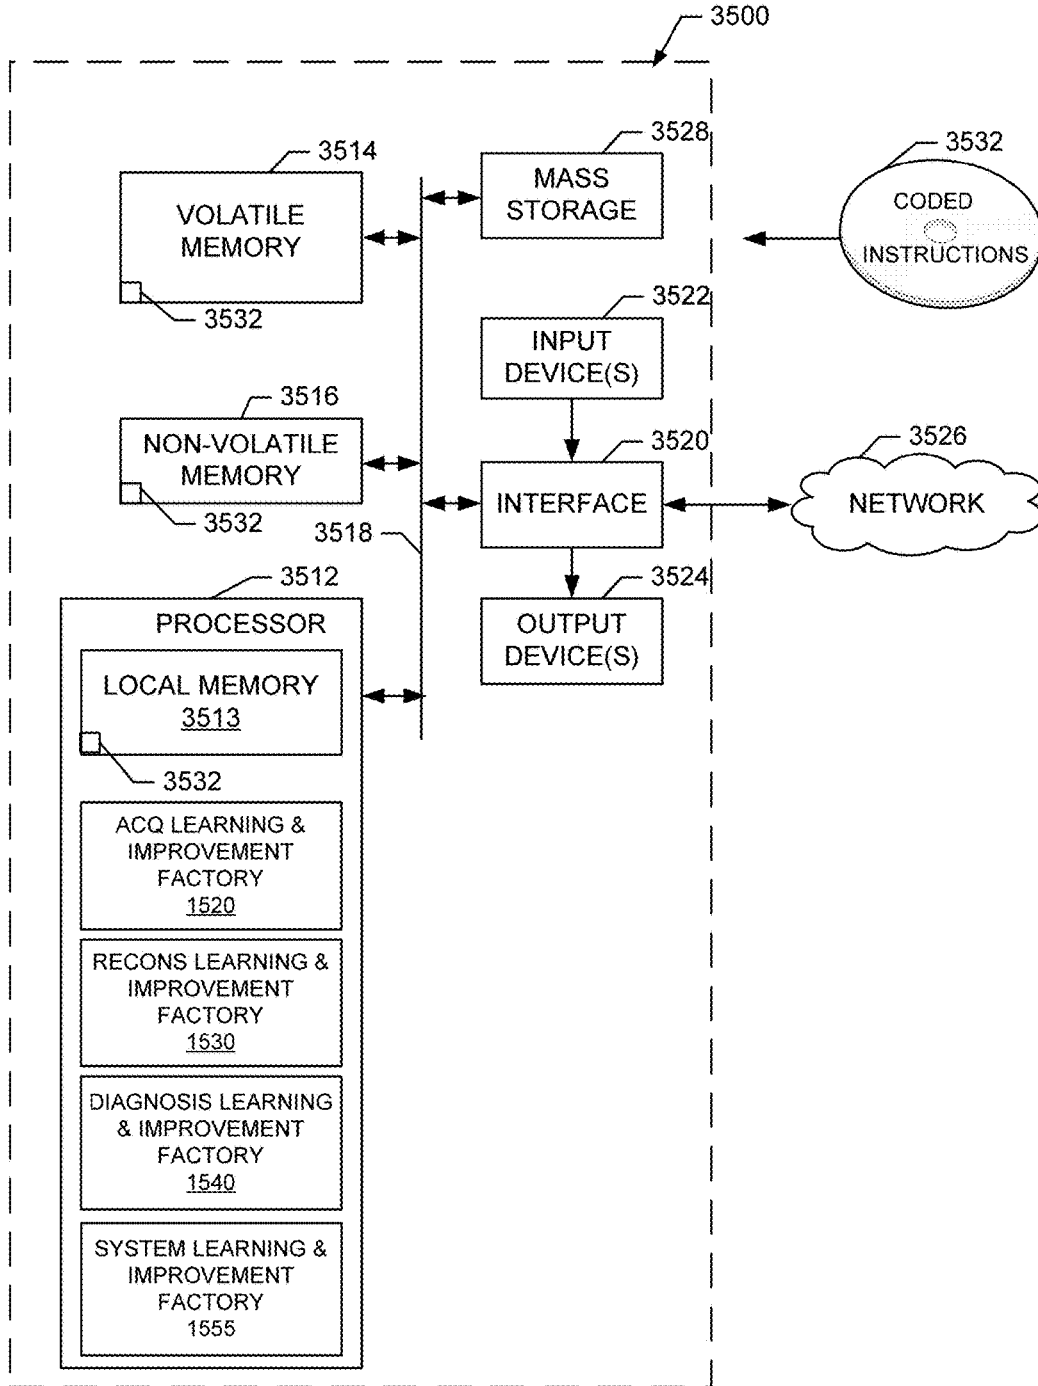 3500
3528
3514
3532
MASS
STORAGE
VOLATILE
MEMORY
CODED
INSTRUCTIONS
3532
3522
INPUT
DEVICE(S)
3516
3520
3526
NON-VOLATILE
MEMORY
INTERFACE
NETWORK
3532
3518
3512
3524
PROCESSOR
OUTPUT
DEVICE(S)
LOCAL MEMORY
3513
3532
ACQ LEARNING &
IMPROVEMENT
FACTORY
1520
RECONS LEARNING &
IMPROVEMENT
FACTORY
1530
DIAGNOSIS LEARNING
& IMPROVEMENT
FACTORY
1540
SYSTEM LEARNING &
IMPROVEMENT
FACTORY
1555